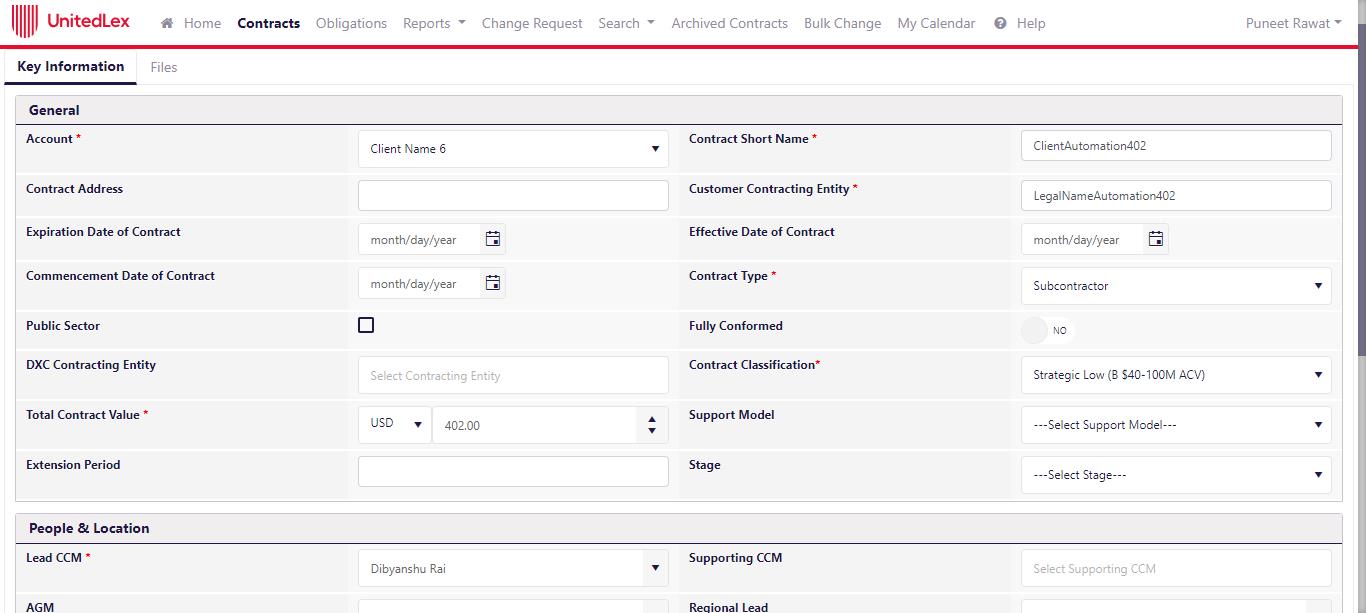 UnitedLex Home Contracts Obligations Reports Change Request Search Archived Contracts Bulk Change My Calendar Help Puneet Rawat
Key Information Files
General
Account * Client Name 6 Contract Short Name * ClientAutomation402
Contract Address Customer Contracting Entity * LegalNameAutomation402
Expiration Date of Contract month/day/year Effective Date of Contract month/day/year
Commencement Date of Contract month/day/year Contract Type * Subcontractor
Public Sector Fully Conformed NO
DXC Contracting Entity Select Contracting Entity Contract Classification* Strategic Low (B $40-100M ACV)
Total Contract Value * USD 402.00 Support Model ---Select Support Model---
Extension Period Stage ---Select Stage---
People & Location
Lead CCM * Dibyanshu Rai Supporting CCM Select Supporting CCM
AGM Regional Lead